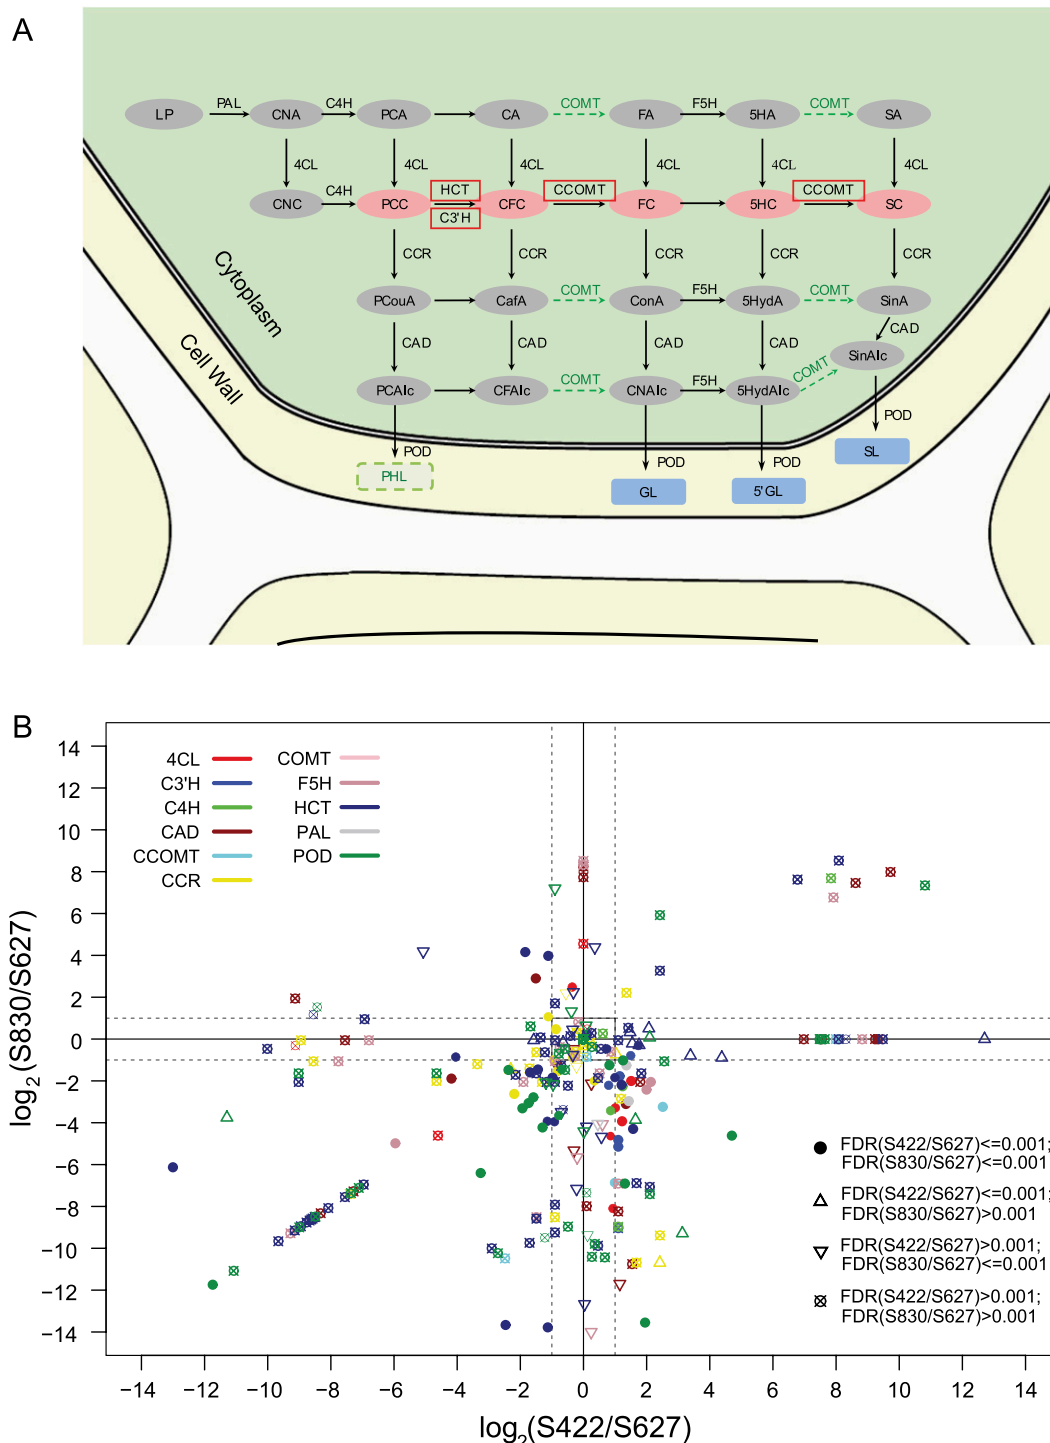 A
LP PAL CNA C4H PCA CA COMT FA F5H 5HA COMT SA
4CL 4CL 4CL 4CL 4CL 4CL
CNC C4H PCC HCT C3'H CFC CCOMT FC 5HC CCOMT SC
CCR CCR CCR CCR CCR
PCouA CafA COMT ConA F5H 5HydA COMT SinA
CAD CAD CAD CAD CAD
SinAlc
PCAlc CFAlc COMT CNAlc F5H 5HydAlc COMT
POD POD POD POD
PHL GL 5'GL SL
Cytoplasm
Cell Wall
B
4CL COMT
C3'H F5H
C4H HCT
CAD PAL
CCOMT POD
CCR
14
12
10
8
6
4
2
0
−2
−4
−6
−8
−10
−12
−14
log2(S830/S627)
FDR(S422/S627)<=0.001;
FDR(S830/S627)<=0.001
FDR(S422/S627)<=0.001;
FDR(S830/S627)>0.001
FDR(S422/S627)>0.001;
FDR(S830/S627)<=0.001
FDR(S422/S627)>0.001;
FDR(S830/S627)>0.001
−14 −12 −10 −8 −6 −4 −2 0 2 4 6 8 10 12 14
log2(S422/S627)